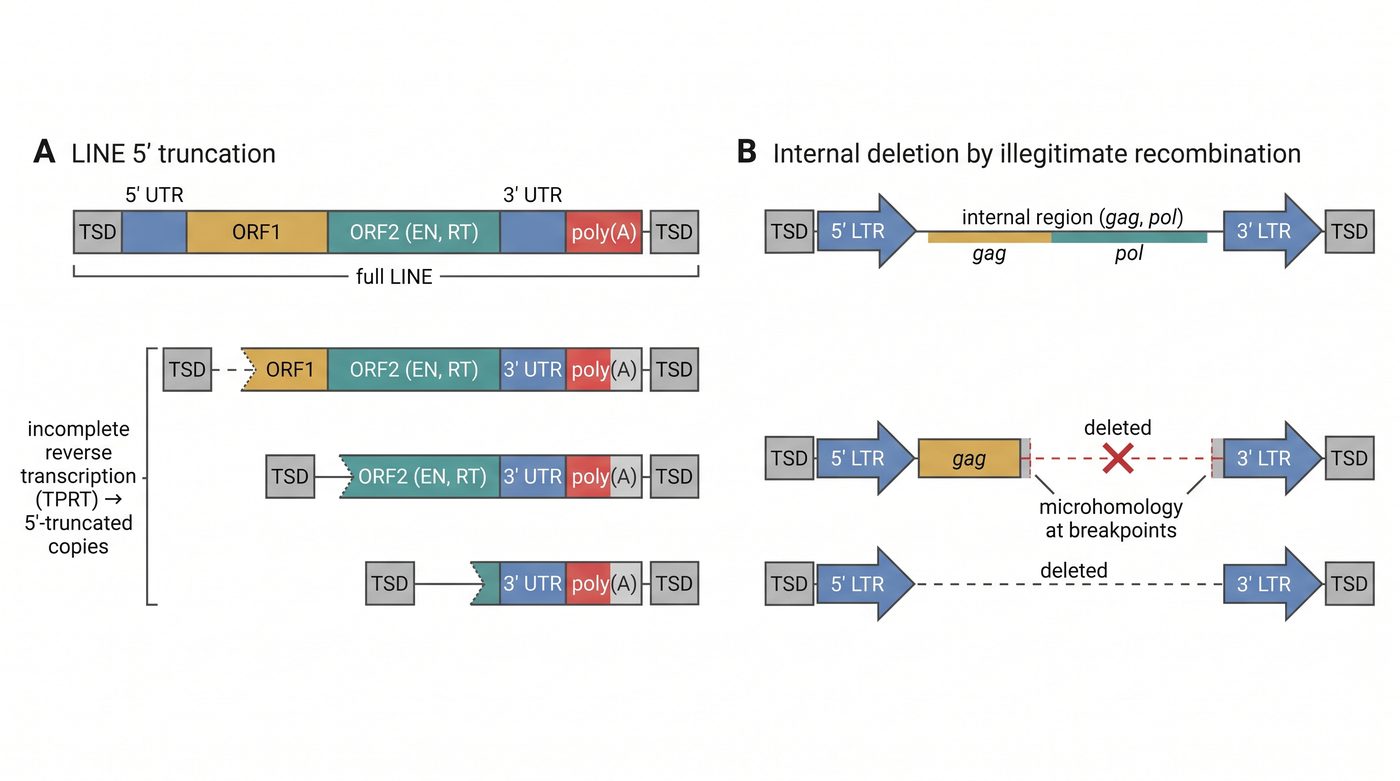 A LINE 5' truncation
5' UTR
3' UTR
TSD
ORF1
ORF2 (EN, RT)
poly(A)
TSD
full LINE
incomplete
reverse
transcription
(TPRT) →
5'-truncated
copies
TSD
ORF1
ORF2 (EN, RT)
3' UTR
poly(A)
TSD
TSD
ORF2 (EN, RT)
3' UTR
poly(A)
TSD
TSD
3' UTR
poly(A)
TSD
B Internal deletion by illegitimate recombination
TSD
5' LTR
internal region (gag, pol)
gag
pol
3' LTR
TSD
TSD
5' LTR
gag
deleted
3' LTR
TSD
microhomology
at breakpoints
TSD
5' LTR
deleted
3' LTR
TSD